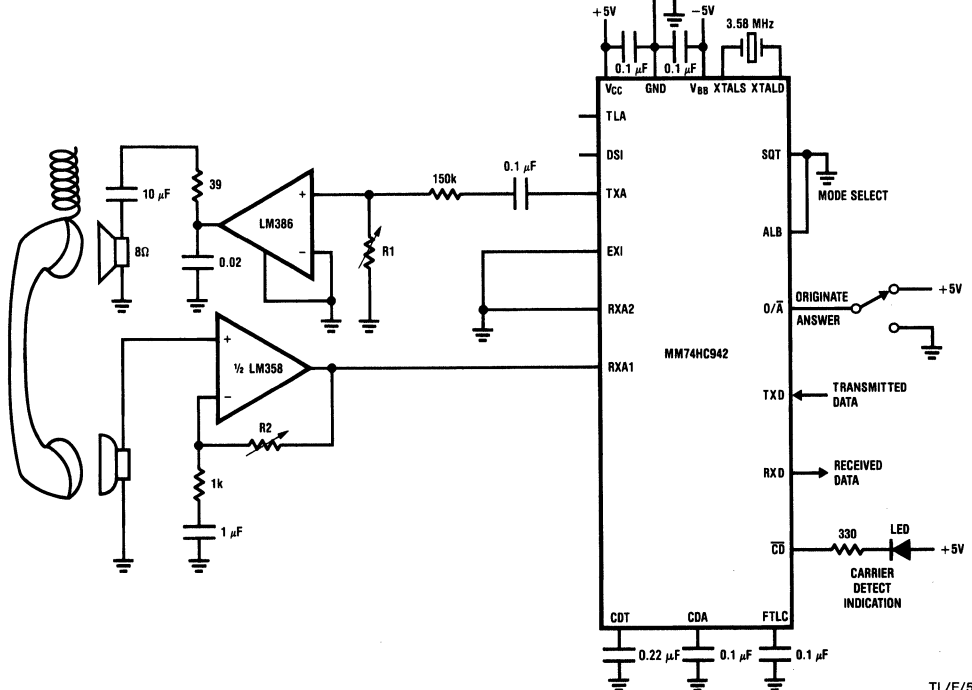 +5V
−5V
3.58 MHz
0.1 µF
0.1 µF
VCC
GND
VBB
XTALS
XTALD
TLA
DSI
SQT
MODE SELECT
0.1 µF
150k
TXA
39
10 µF
LM386
+
−
R1
8Ω
0.02
ALB
EXI
RXA2
O/A̅
ORIGINATE
ANSWER
+5V
MM74HC942
½ LM358
+
−
RXA1
R2
TXD
TRANSMITTED
DATA
1k
RXD
RECEIVED
DATA
1 µF
C̅D̅
330
LED
+5V
CARRIER
DETECT
INDICATION
CDT
CDA
FTLC
0.22 µF
0.1 µF
0.1 µF